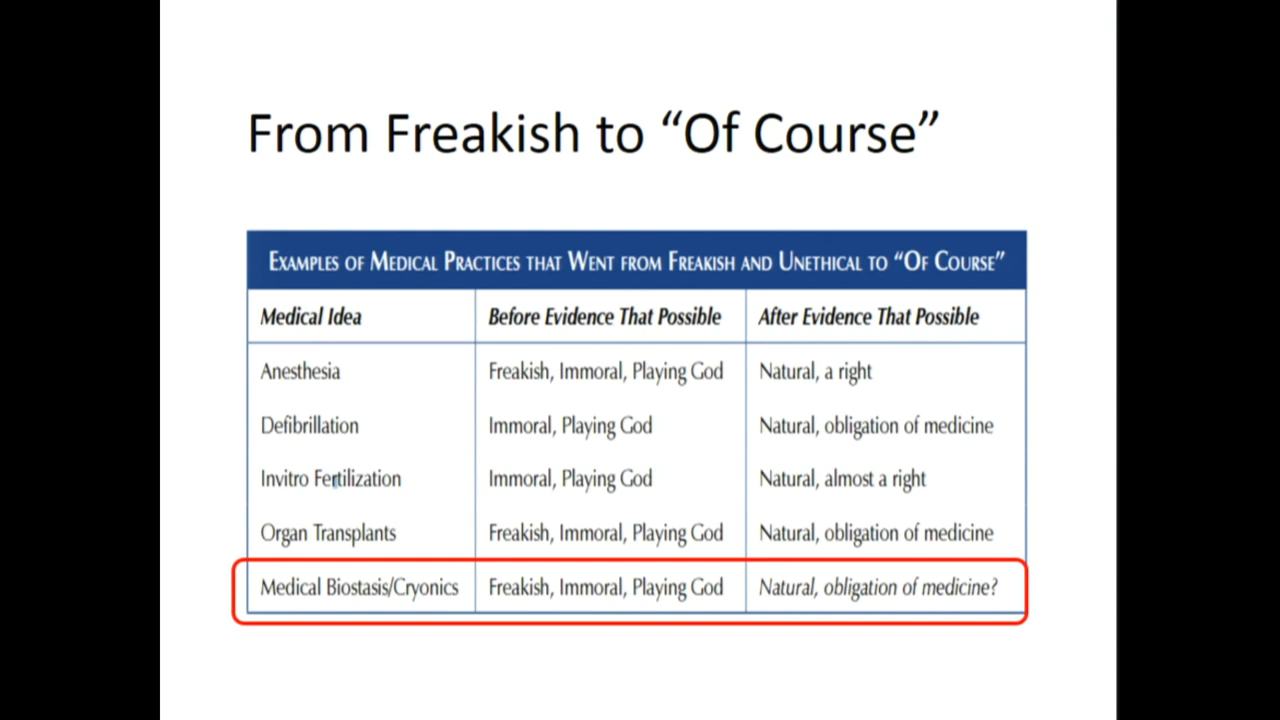 From Freakish to “Of Course”
Examples of Medical Practices that Went from Freakish and Unethical to “Of Course”
Medical Idea Before Evidence That Possible After Evidence That Possible
Anesthesia Freakish, Immoral, Playing God Natural, a right
Defibrillation Immoral, Playing God Natural, obligation of medicine
Invitro Fertilization Immoral, Playing God Natural, almost a right
Organ Transplants Freakish, Immoral, Playing God Natural, obligation of medicine
Medical Biostasis/Cryonics Freakish, Immoral, Playing God Natural, obligation of medicine?